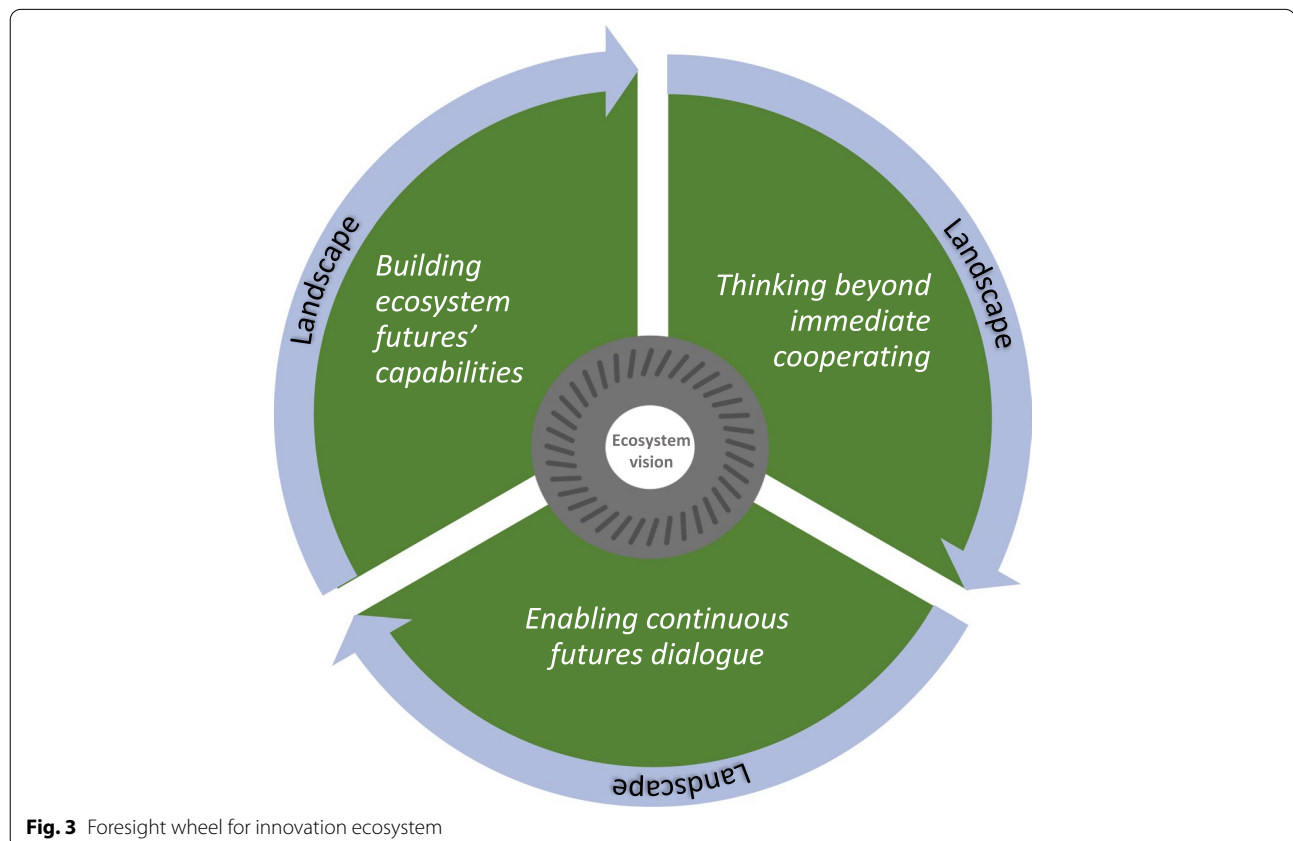 Landscape
Building
ecosystem
futures’
capabilities
Landscape
Thinking beyond
immediate
cooperating
Ecosystem
vision
Enabling continuous
futures dialogue
Landscape
Fig. 3 Foresight wheel for innovation ecosystem